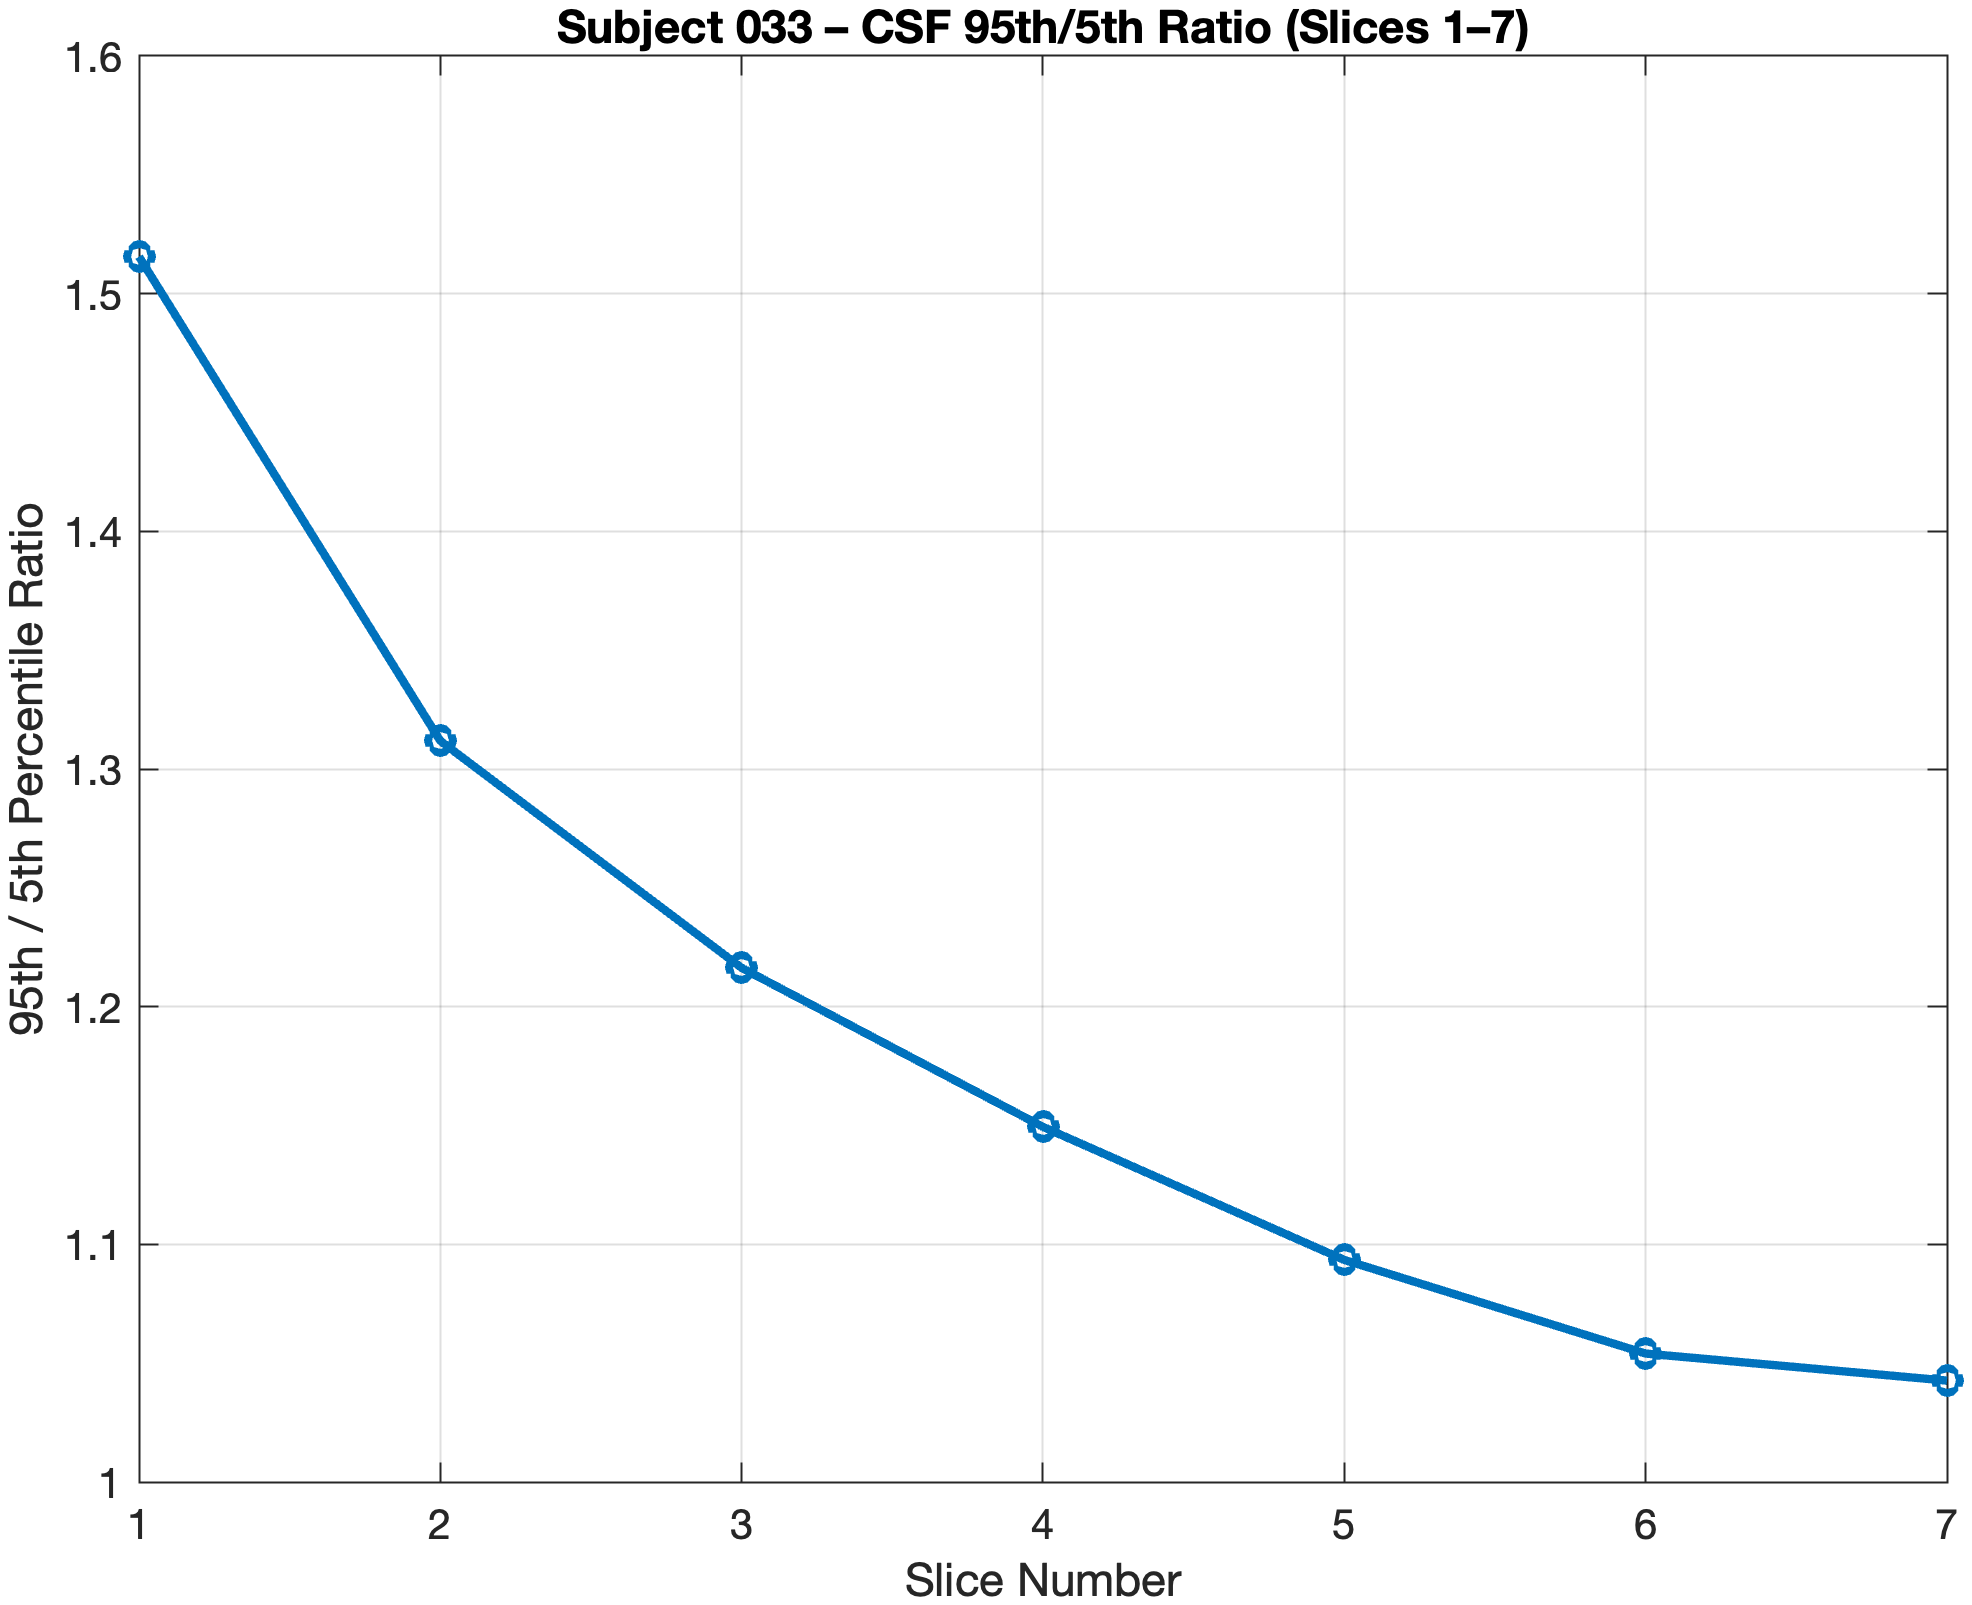 Subject 033 – CSF 95th/5th Ratio (Slices 1–7)
95th / 5th Percentile Ratio
1.6
1.5
1.4
1.3
1.2
1.1
1
1 2 3 4 5 6 7
Slice Number